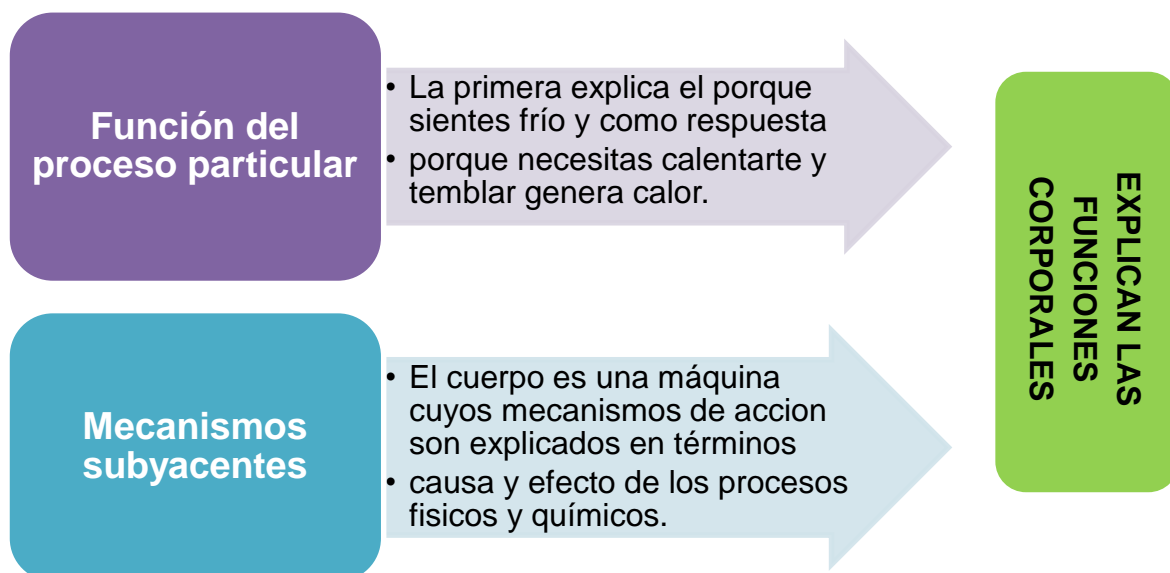 Función del
proceso particular
• La primera explica el porque
sientes frío y como respuesta
• porque necesitas calentarte y
temblar genera calor.
Mecanismos
subyacentes
• El cuerpo es una máquina
cuyos mecanismos de accion
son explicados en términos
• causa y efecto de los procesos
fisicos y químicos.
EXPLICAN LAS
FUNCIONES
CORPORALES